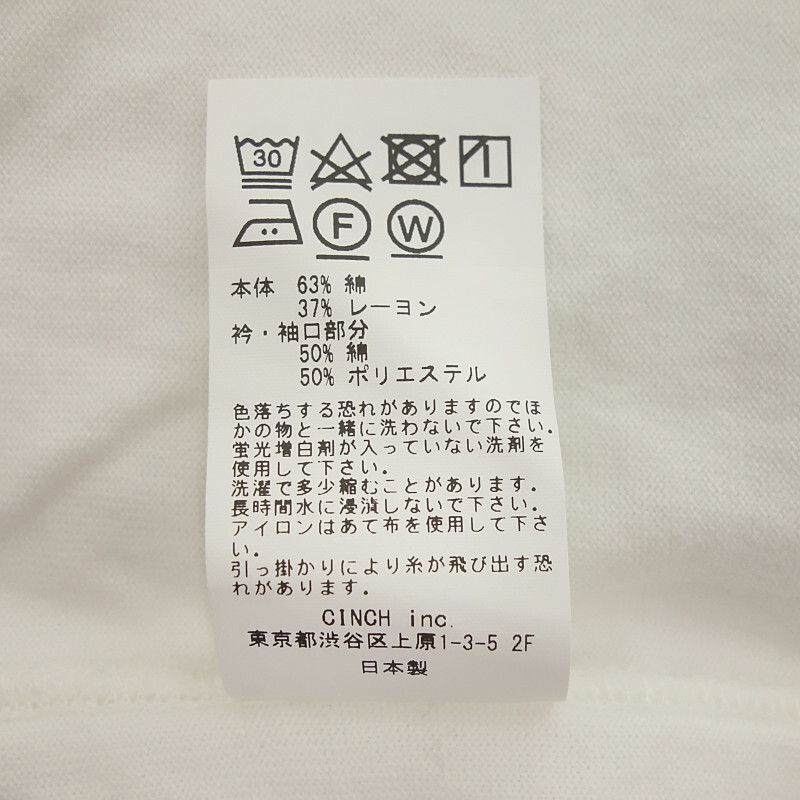 30
F W
本体 63% 綿
37% レーヨン
衿・袖口部分
50% 綿
50% ポリエステル
色落ちする恐れがありますのでほ
かの物と一緒に洗わないで下さい.
蛍光増白剤が入っていない洗剤を
使用して下さい.
洗濯で多少縮むことがあります.
長時間水に浸漬しないで下さい.
アイロンはあて布を使用して下さ
い.
引っ掛かりにより糸が飛び出す恐
れがあります.
CINCH inc.
東京都渋谷区上原1-3-5 2F
日本製